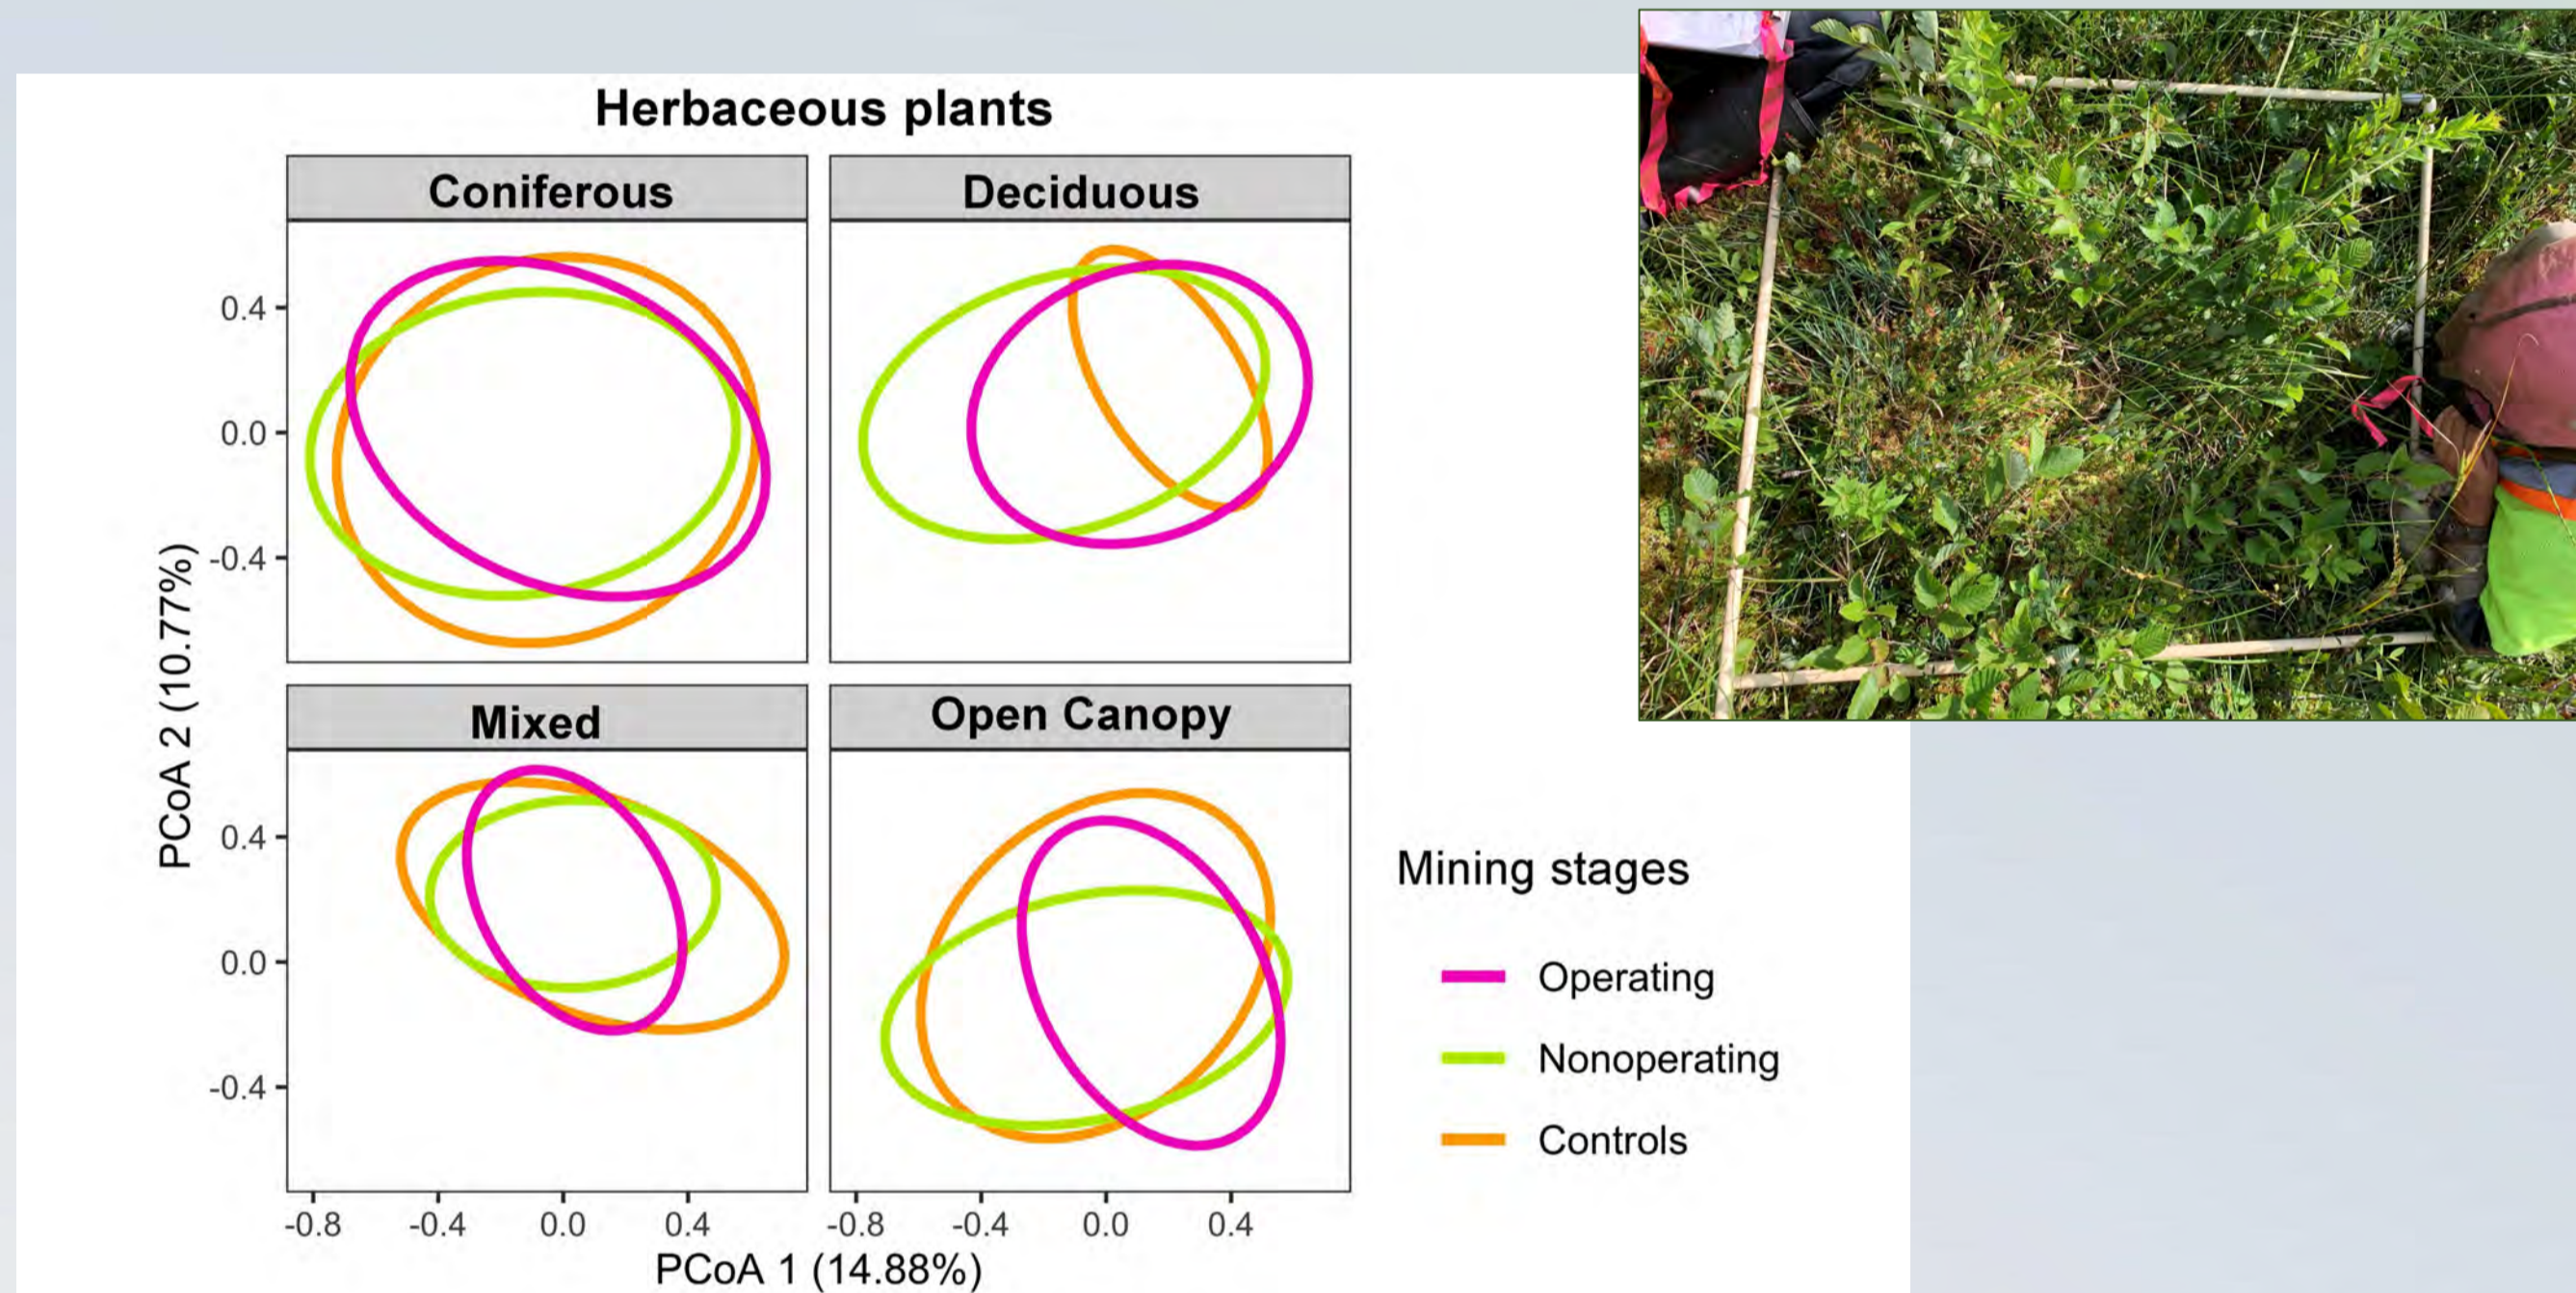 Herbaceous plants
Coniferous
Deciduous
0.4
0.0
-0.4
Mixed
Open Canopy
0.4
0.0
-0.4
PCoA 2 (10.77%)
-0.8 -0.4 0.0 0.4
-0.8 -0.4 0.0 0.4
PCoA 1 (14.88%)
Mining stages
Operating
Nonoperating
Controls